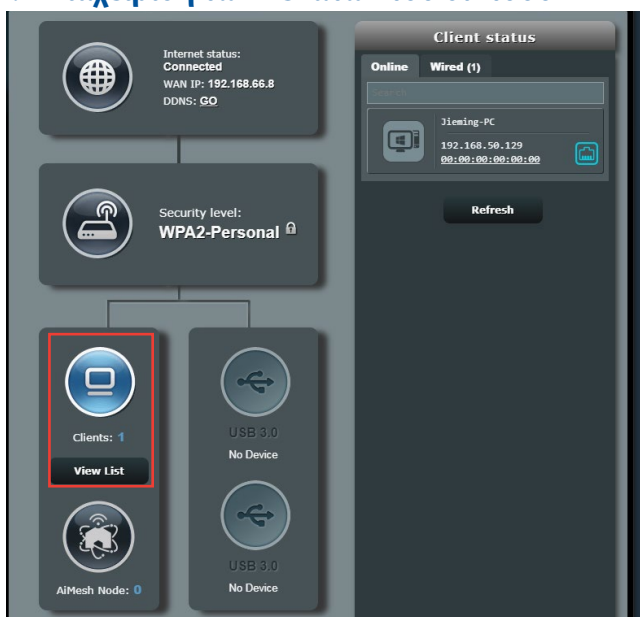 Internet status:
Connected
WAN IP: 192.168.66.8
DDNS: GO
Security level:
WPA2-Personal
Clients: 1
View List
AiMesh Node: 0
USB 3.0
No Device
USB 3.0
No Device
Client status
Online Wired (1)
Search
Jieming-PC
192.168.50.129
00:00:00:00:00:00
Refresh